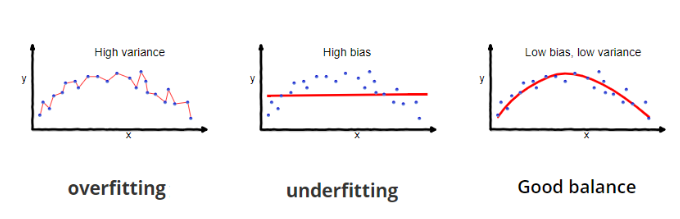 High variance
y
x
overfitting
High bias
y
x
underfitting
Low bias, low variance
y
x
Good balance